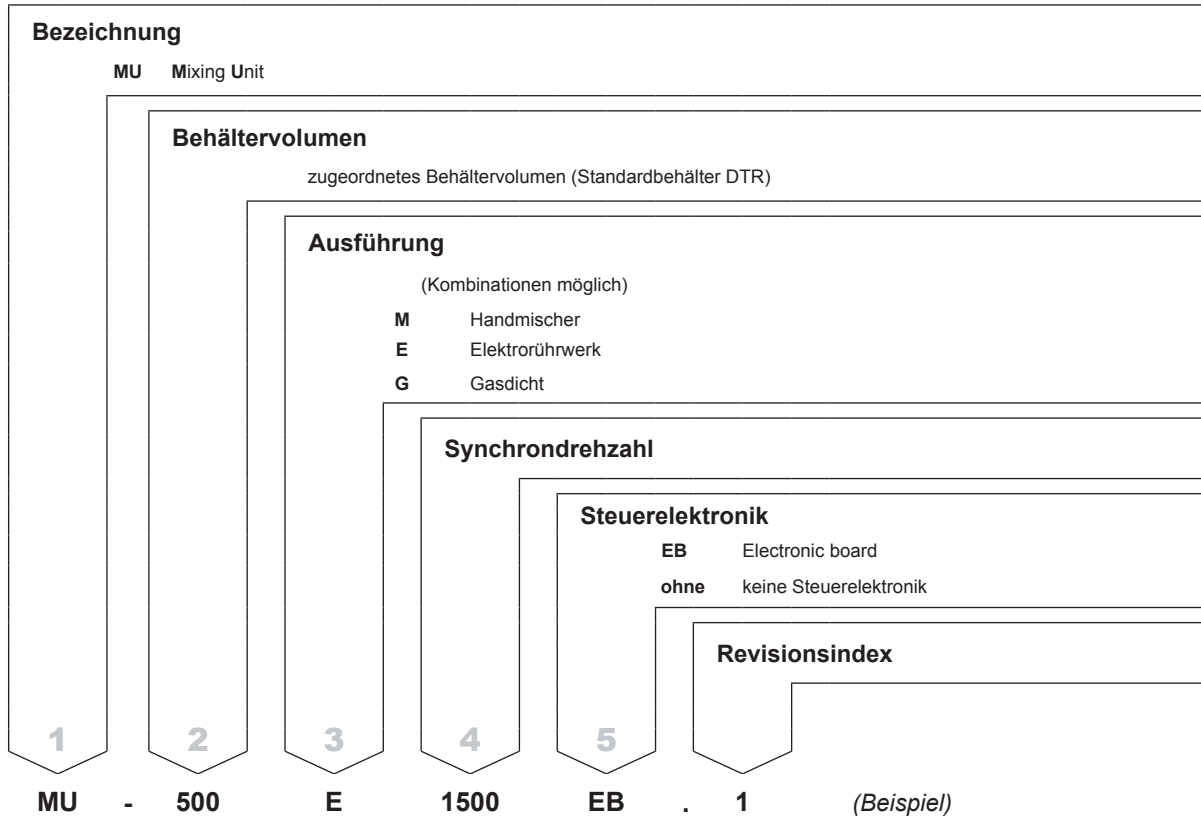 Bezeichnung
MU Mixing Unit
Behältervolumen
zugeordnetes Behältervolumen (Standardbehälter DTR)
Ausführung
(Kombinationen möglich)
M Handmischer
E Elektrorührwerk
G Gasdicht
Synchrondrehzahl
Steuerelektronik
EB Electronic board
ohne keine Steuerelektronik
Revisionsindex
1 2 3 4 5
MU - 500 E 1500 EB . 1 (Beispiel)